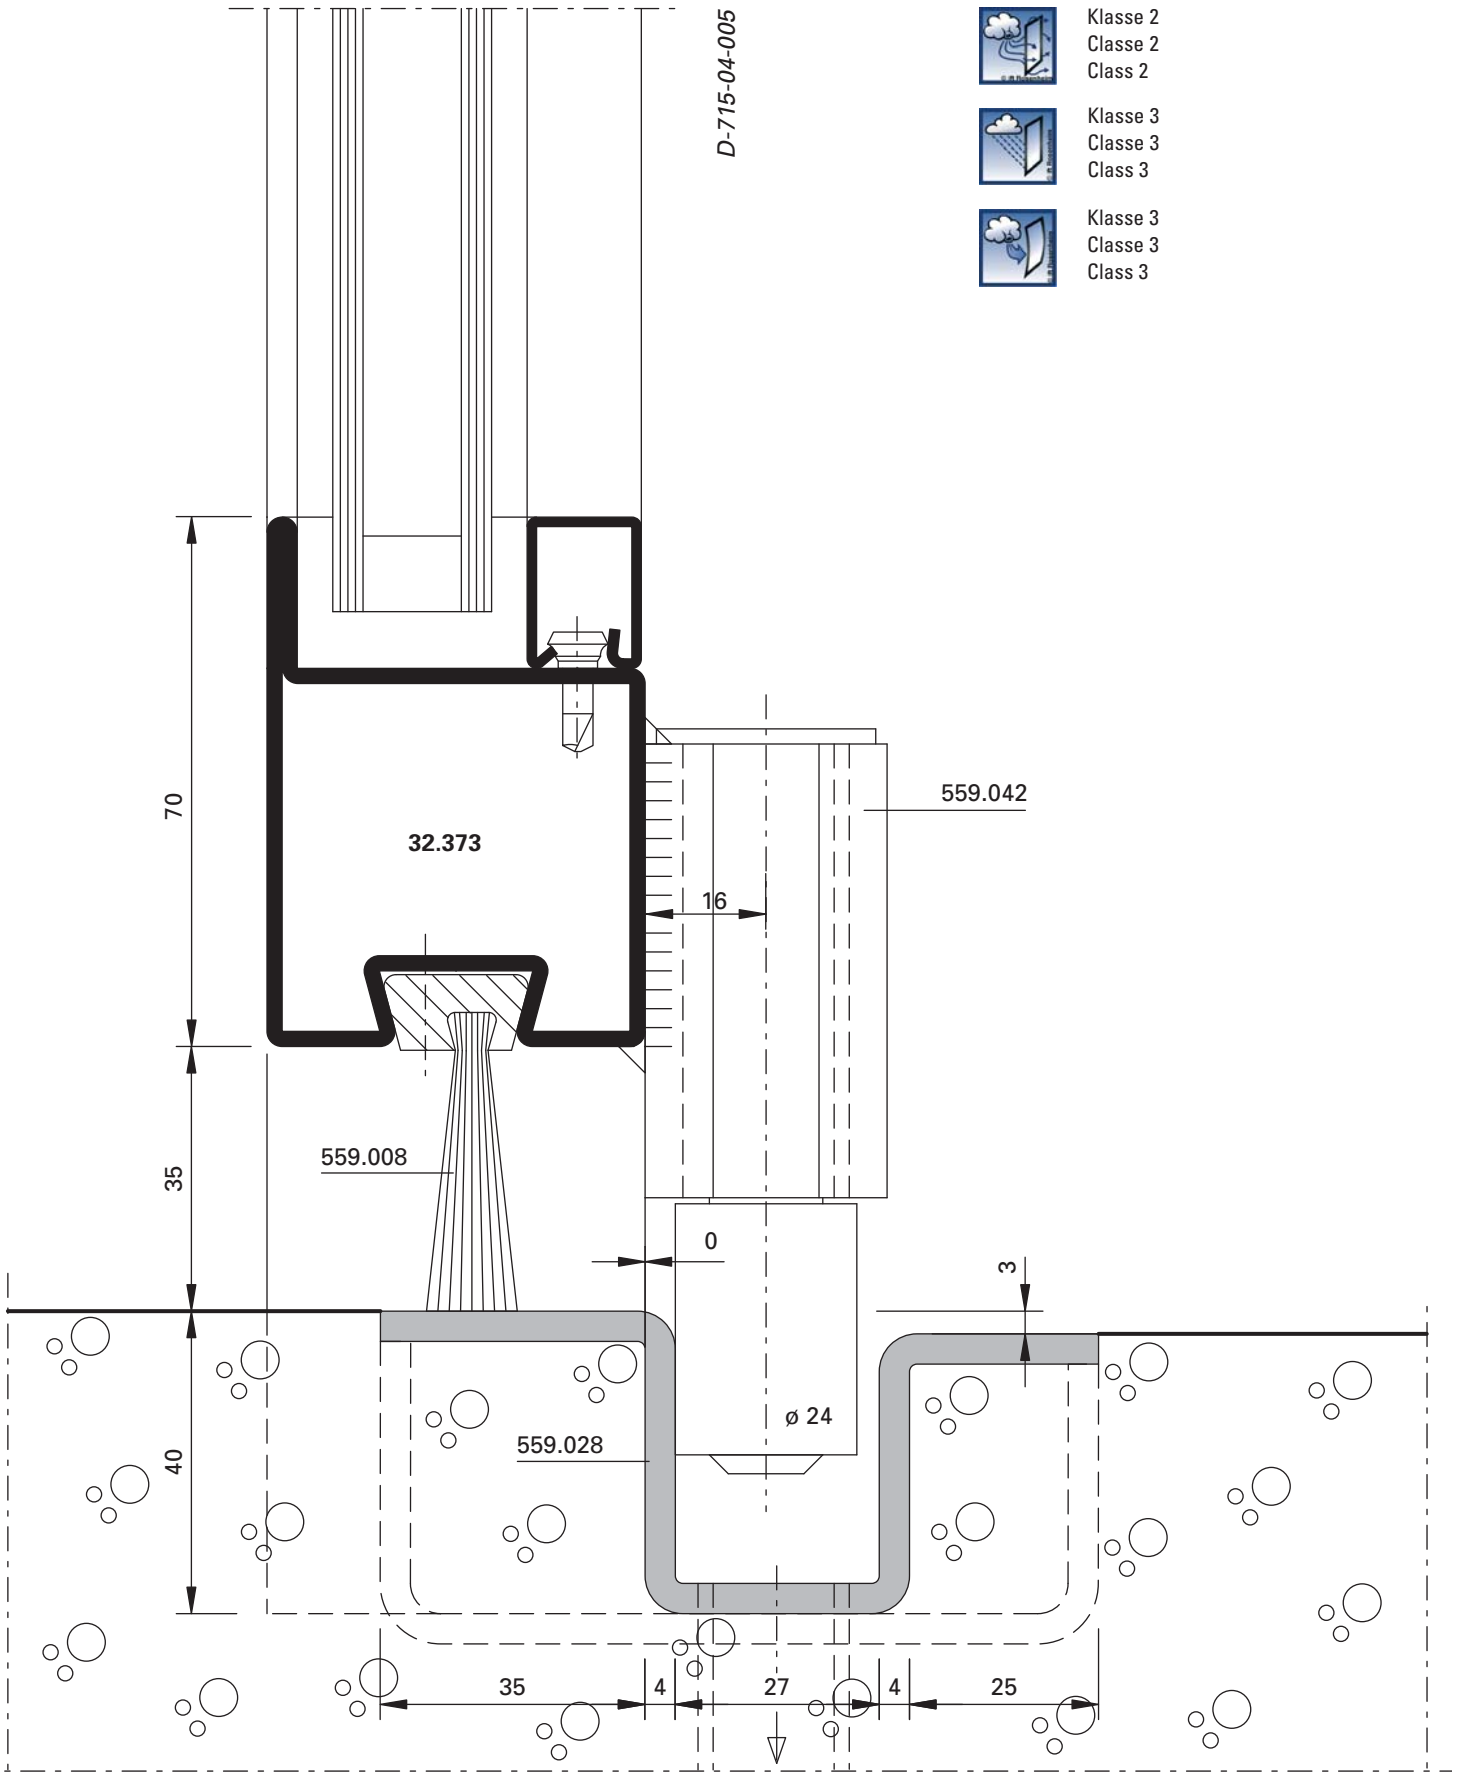 D-715-04-005
Klasse 2
Classe 2
Class 2
Klasse 3
Classe 3
Class 3
Klasse 3
Classe 3
Class 3
70
32.373
559.042
16
35
559.008
0
3
ø 24
559.028
40
35
4
27
4
25